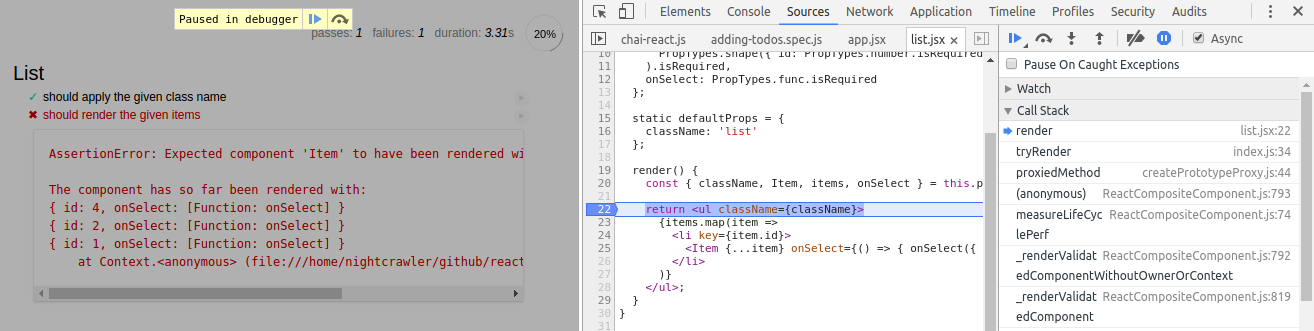 Paused in debugger
passes: 1 failures: 1 duration: 3.31s 20%
List
✓ should apply the given class name
✖ should render the given items
AssertionError: Expected component 'Item' to have been rendered wi
The component has so far been rendered with:
{ id: 4, onSelect: [Function: onSelect] }
{ id: 2, onSelect: [Function: onSelect] }
{ id: 1, onSelect: [Function: onSelect] }
at Context.<anonymous> (file:///home/nightcrawler/github/react
Elements Console Sources Network Application Timeline Profiles Security Audits
chai-react.js adding-todos.spec.js app.jsx list.jsx ×
10 PropTypes.shape({ id: PropTypes.number.isRequired
11 ).isRequired,
12 onSelect: PropTypes.func.isRequired
13 };
14
15 static defaultProps = {
16 className: 'list'
17 };
18
19 render() {
20 const { className, Item, items, onSelect } = this.p
21
22 return <ul className={className}>
23 {items.map(item =>
24 <li key={item.id}>
25 <Item {...item} onSelect={() => { onSelect({
26 </li>
27 )}
28 </ul>;
29 }
30 }
31
Async
Pause On Caught Exceptions
Watch
Call Stack
render list.jsx:22
tryRender index.js:34
proxiedMethod createPrototypeProxy.js:44
(anonymous) ReactCompositeComponent.js:793
measureLifeCyc ReactCompositeComponent.js:74
lePerf
_renderValidat ReactCompositeComponent.js:792
edComponentWithoutOwnerOrContext
_renderValidat ReactCompositeComponent.js:819
edComponent